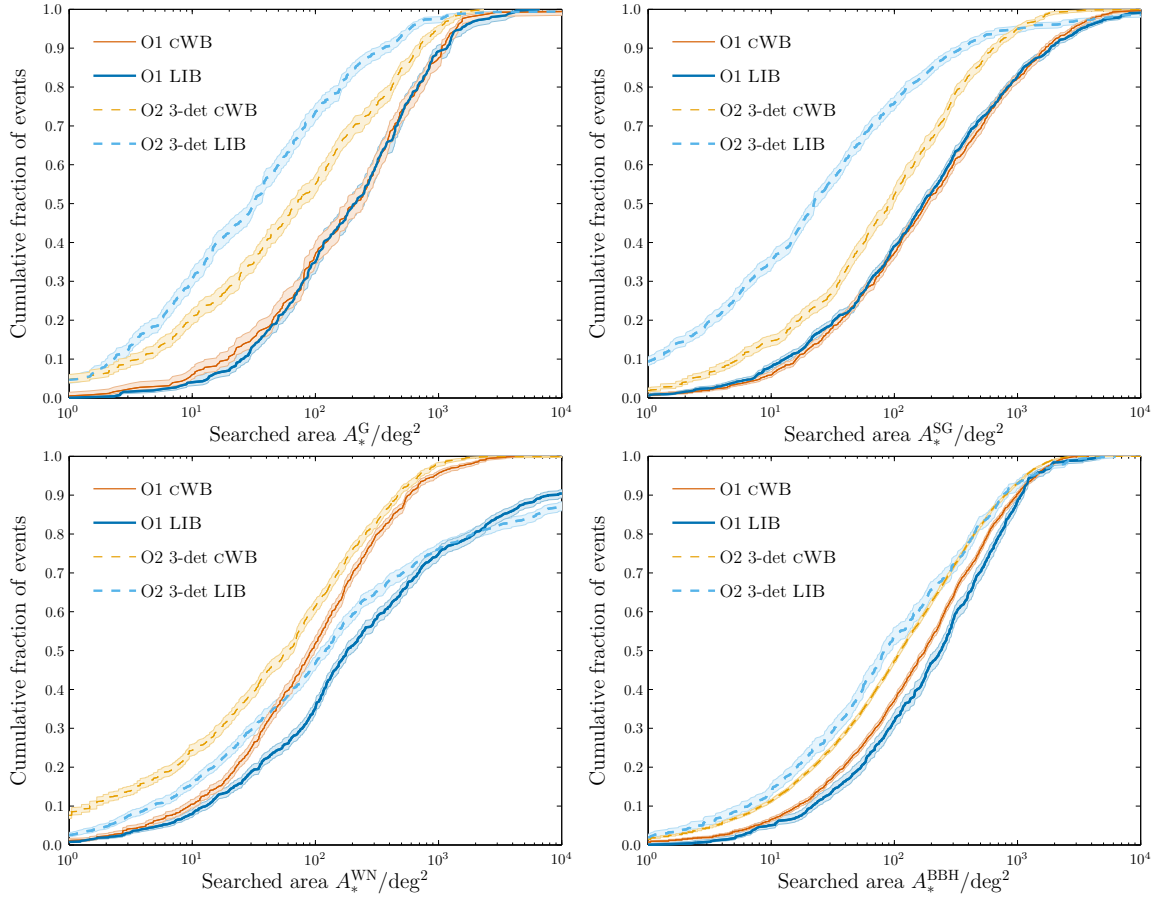 Cumulative fraction of events
1.0
0.9
0.8
0.7
0.6
0.5
0.4
0.3
0.2
0.1
0.0
O1 cWB
O1 LIB
O2 3-det cWB
O2 3-det LIB
10^0 10^1 10^2 10^3 10^4
Searched area A_*^G/deg^2
Cumulative fraction of events
1.0
0.9
0.8
0.7
0.6
0.5
0.4
0.3
0.2
0.1
0.0
O1 cWB
O1 LIB
O2 3-det cWB
O2 3-det LIB
10^0 10^1 10^2 10^3 10^4
Searched area A_*^SG/deg^2
Cumulative fraction of events
1.0
0.9
0.8
0.7
0.6
0.5
0.4
0.3
0.2
0.1
0.0
O1 cWB
O1 LIB
O2 3-det cWB
O2 3-det LIB
10^0 10^1 10^2 10^3 10^4
Searched area A_*^WN/deg^2
Cumulative fraction of events
1.0
0.9
0.8
0.7
0.6
0.5
0.4
0.3
0.2
0.1
0.0
O1 cWB
O1 LIB
O2 3-det cWB
O2 3-det LIB
10^0 10^1 10^2 10^3 10^4
Searched area A_*^BBH/deg^2